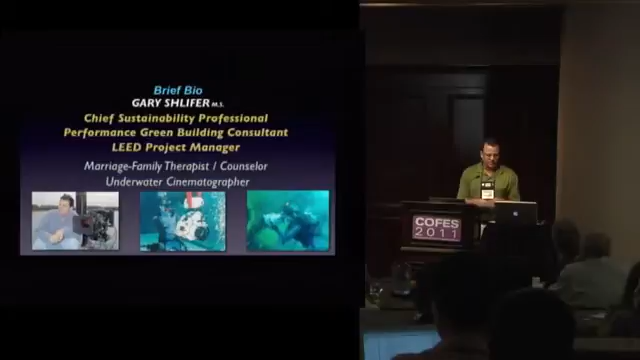 Brief Bio
GARY SHLIFER M.S.
Chief Sustainability Professional
Performance Green Building Consultant
LEED Project Manager
Marriage-Family Therapist / Counselor
Underwater Cinematographer
COFES
2011